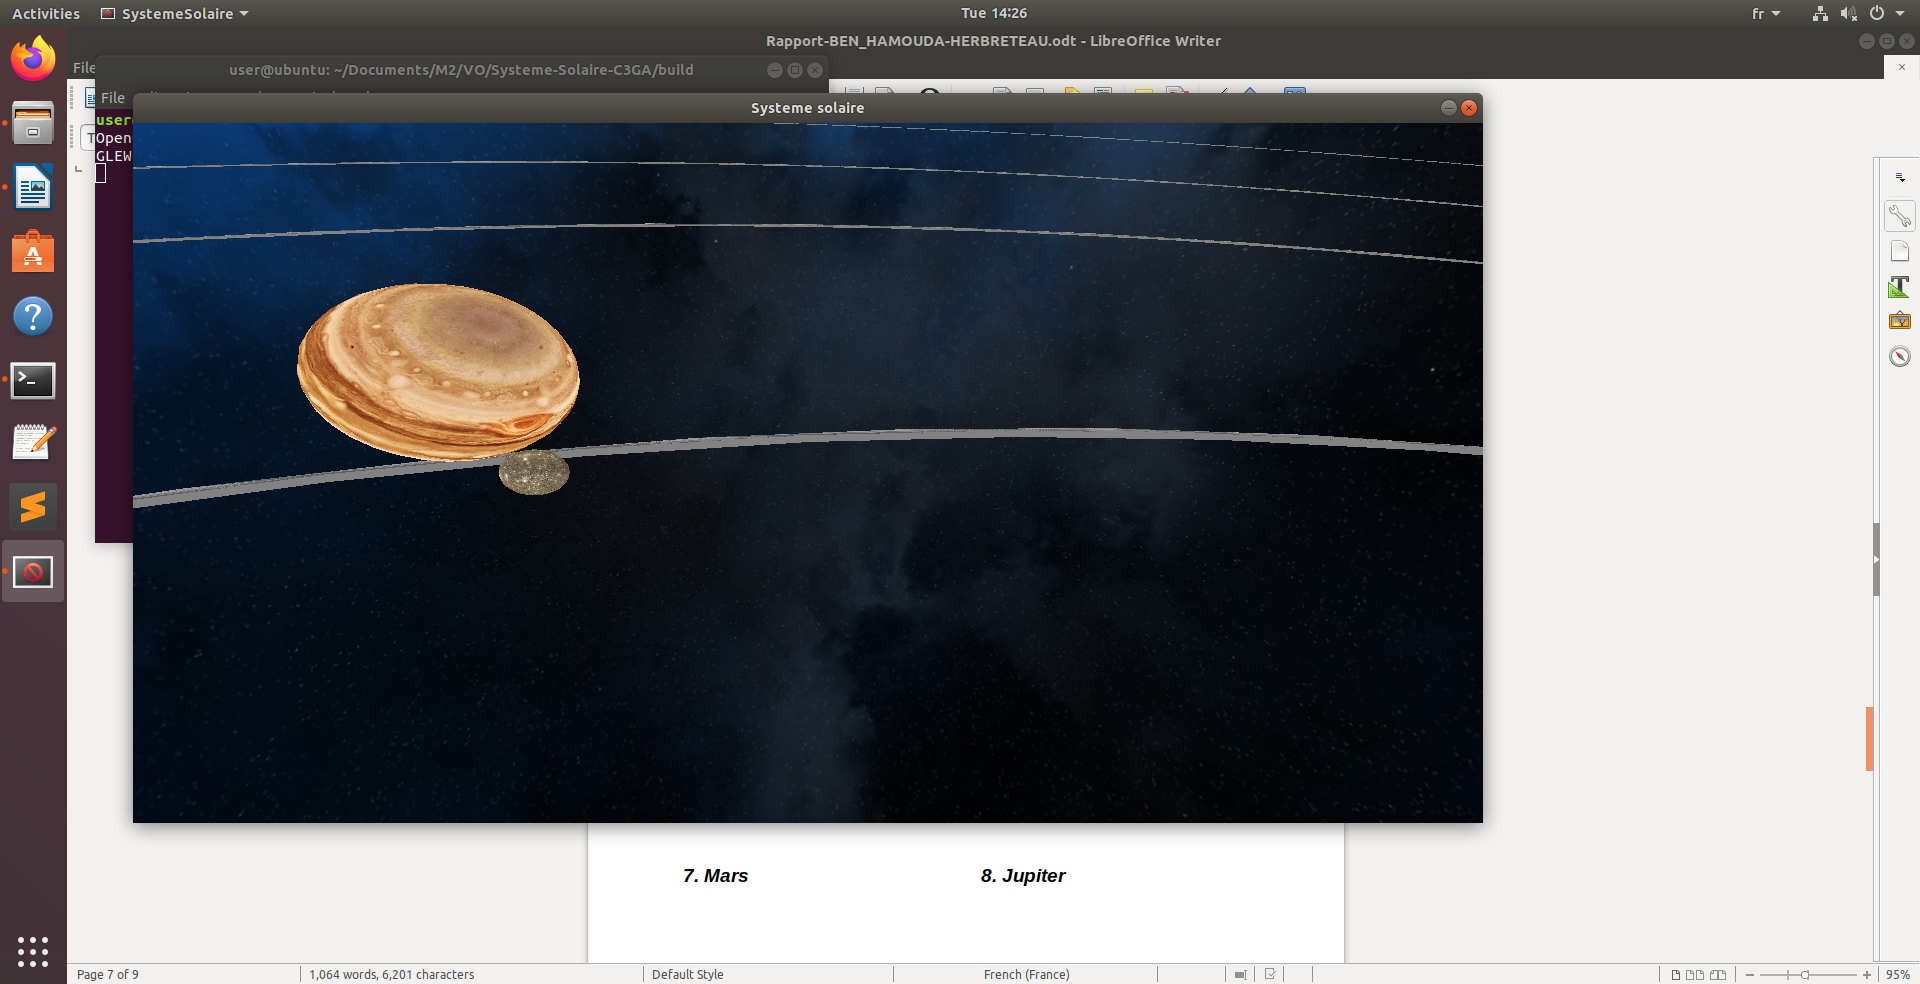 Activities
SystemeSolaire
Tue 14:26
fr
Rapport-BEN_HAMOUDA-HERBRETEAU.odt - LibreOffice Writer
File
user@ubuntu: ~/Documents/M2/VO/Systeme-Solaire-C3GA/build
File
Systeme solaire
user
Open
GLEW
7. Mars
8. Jupiter
Page 7 of 9
1,064 words, 6,201 characters
Default Style
French (France)
95%